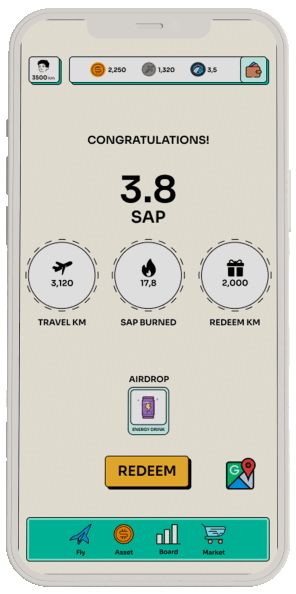 3500 km
2,250
1,320
3,5
CONGRATULATIONS!
3.8
SAP
3,120
17,8
2,000
TRAVEL KM
SAP BURNED
REDEEM KM
AIRDROP
ENERGY DRINK
REDEEM
G
Fly
Asset
Board
Market